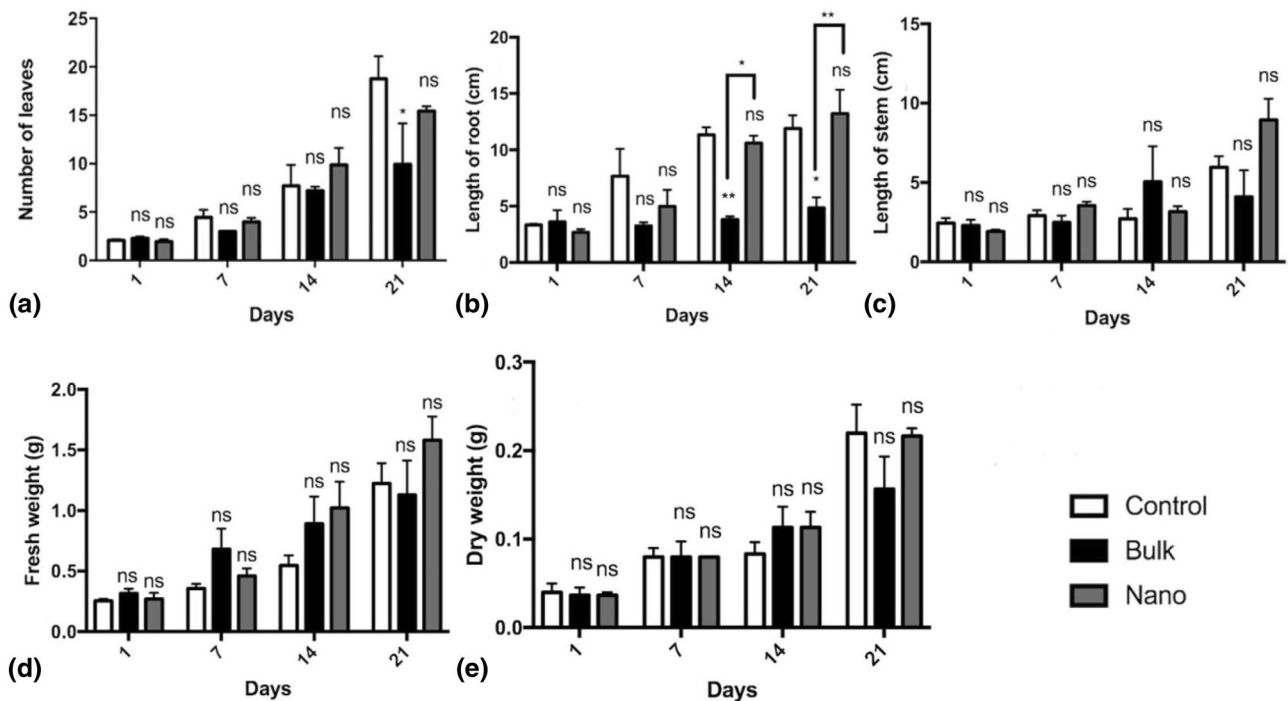 Number of leaves
25
20
15
10
5
0
ns ns
ns ns
ns ns
* ns
1 7 14 21
Days
(a)
Length of root (cm)
20
15
10
5
0
ns ns
ns ns
** ns
*
* ns
**
1 7 14 21
Days
(b)
Length of stem (cm)
15
10
5
0
ns ns
ns ns
ns ns
ns ns
1 7 14 21
Days
(c)
Fresh weight (g)
2.0
1.5
1.0
0.5
0.0
ns ns
ns ns
ns ns
ns ns
1 7 14 21
Days
(d)
Dry weight (g)
0.3
0.2
0.1
0.0
ns ns
ns ns
ns ns
ns ns
1 7 14 21
Days
(e)
Control
Bulk
Nano